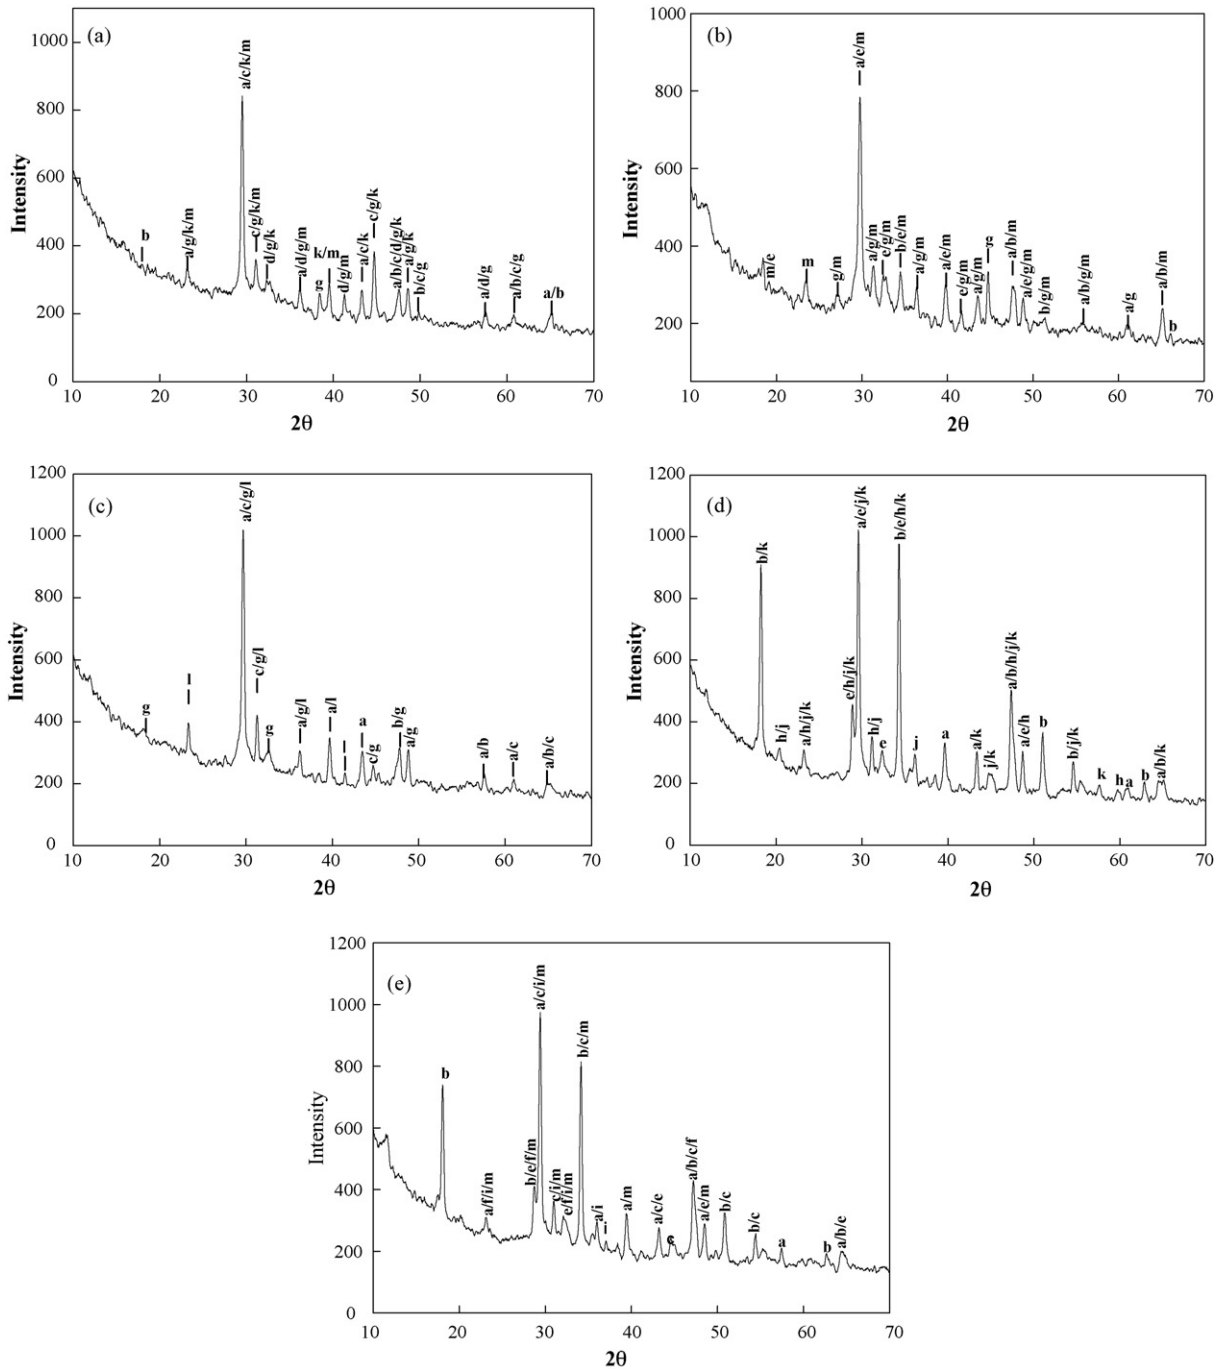 (a)
Intensity
1000
800
600
400
200
0
b
a/g/k/m
a/c/k/m
c/g/k/m
d/g/k
a/d/g/m
g
k/m
d/g/m
a/c/k
c/g/k
a/b/c/d/g/k
a/g/k
b/c/g
a/d/g
a/b/c/g
a/b
10 20 30 40 50 60 70
2θ
(b)
Intensity
1000
800
600
400
200
m/e
m
g/m
a/c/m
a/g/m
e/g/m
b/c/m
a/g/m
a/e/m
e/g/m
a/g/m
g
a/b/m
a/e/g/m
b/g/m
a/b/g/m
a/g
a/b/m
b
10 20 30 40 50 60 70
2θ
(c)
Intensity
1200
1000
800
600
400
200
0
g
l
a/c/g/l
c/g/l
g
a/g/l
a/l
l
a
c/g
b/g
a/g
a/b
a/c
a/b/c
10 20 30 40 50 60 70
2θ
(d)
Intensity
1200
1000
800
600
400
200
0
b/k
h/j
a/h/j/k
e/h/j/k
a/c/j/k
h/j
e
b/c/h/k
j
a
a/k
j/k
a/b/h/j/k
a/e/h
b
b/j/k
k
h
a
b
a/b/k
10 20 30 40 50 60 70
2θ
(e)
Intensity
1200
1000
800
600
400
200
0
b
a/f/i/m
b/e/f/m
a/c/i/m
c/i/m
e/f/i/m
b/c/m
a/i
i
a/m
a/c/e
a/b/c/f
a/e/m
b/c
b/c
a
b
a/b/e
10 20 30 40 50 60 70
2θ